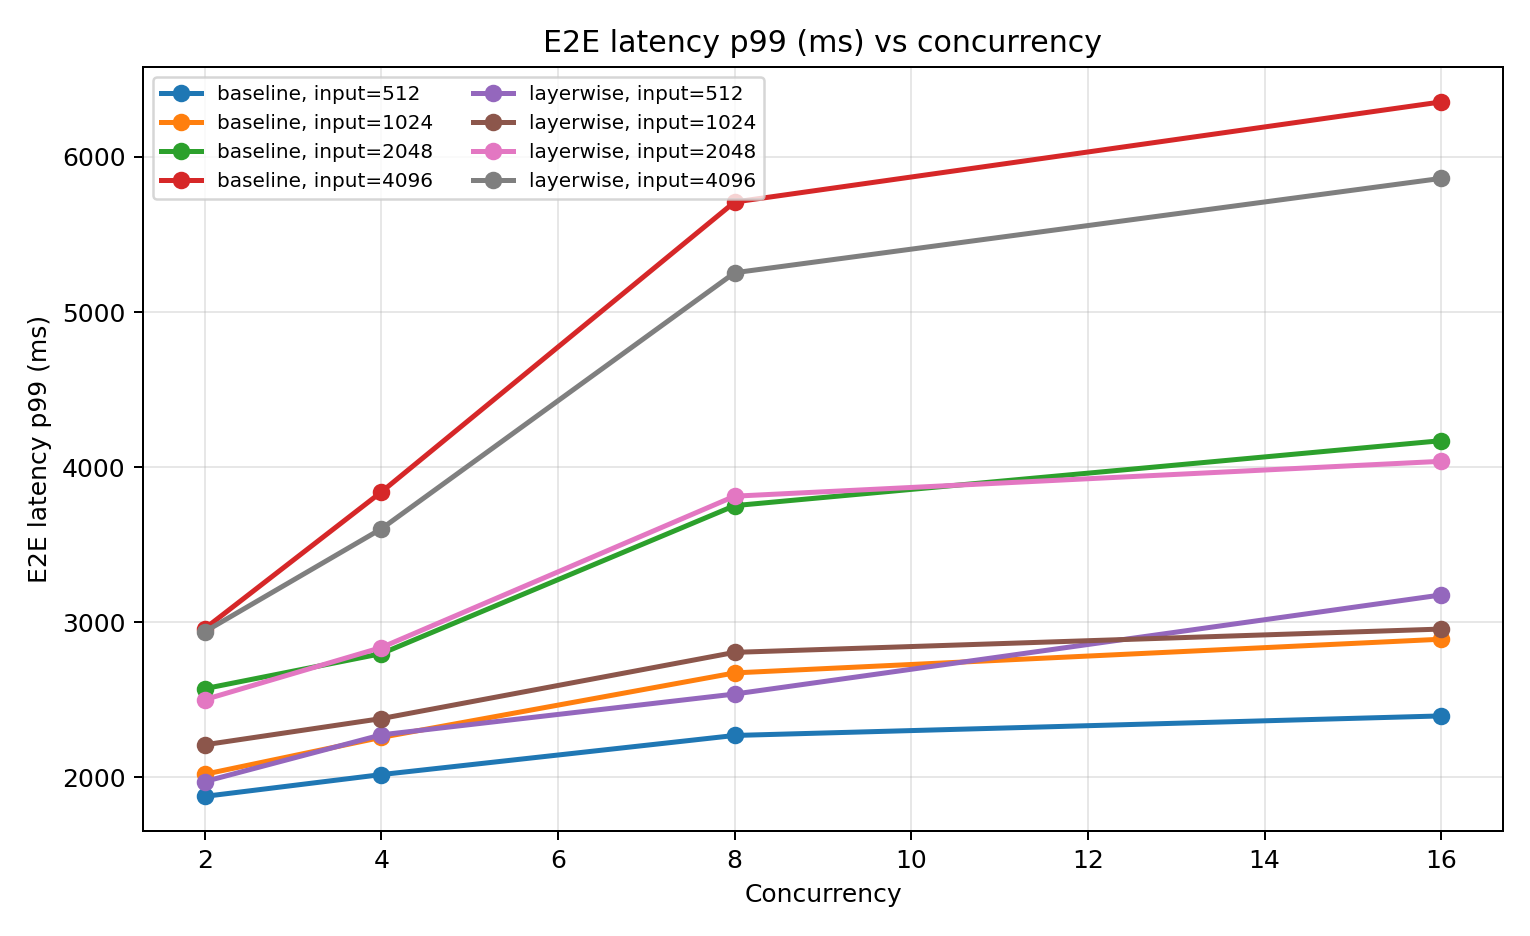 E2E latency p99 (ms) vs concurrency
baseline, input=512
baseline, input=1024
baseline, input=2048
baseline, input=4096
layerwise, input=512
layerwise, input=1024
layerwise, input=2048
layerwise, input=4096
E2E latency p99 (ms)
6000
5000
4000
3000
2000
2 4 6 8 10 12 14 16
Concurrency